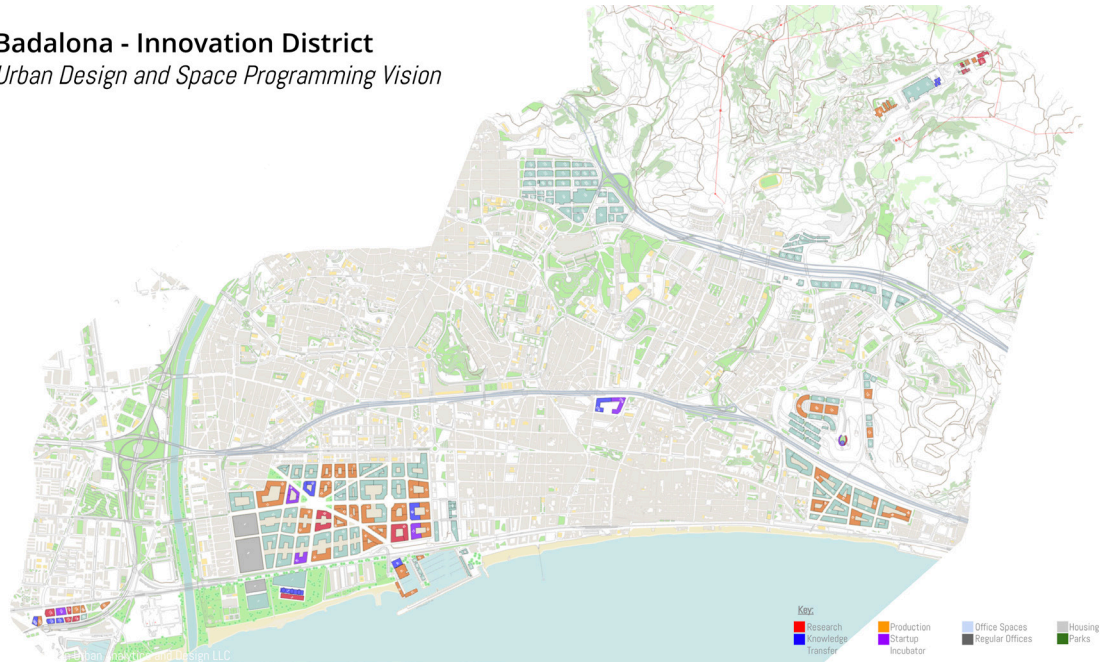 Badalona - Innovation District
Urban Design and Space Programming Vision
Key:
Research
Knowledge
Transfer
Production
Startup
Incubator
Office Spaces
Regular Offices
Housing
Parks
Urban Analytics and Design LLC